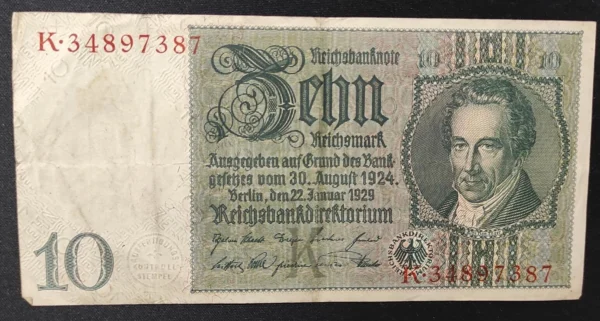 K·34897387
Reichsbanknote
10 10
Zehn
Reichsmark
Ausgegeben auf Grund des Bank-
gesetzes vom 30. August 1924.
Berlin, den 22. Januar 1929
Reichsbankdirektorium
10
K·34897387